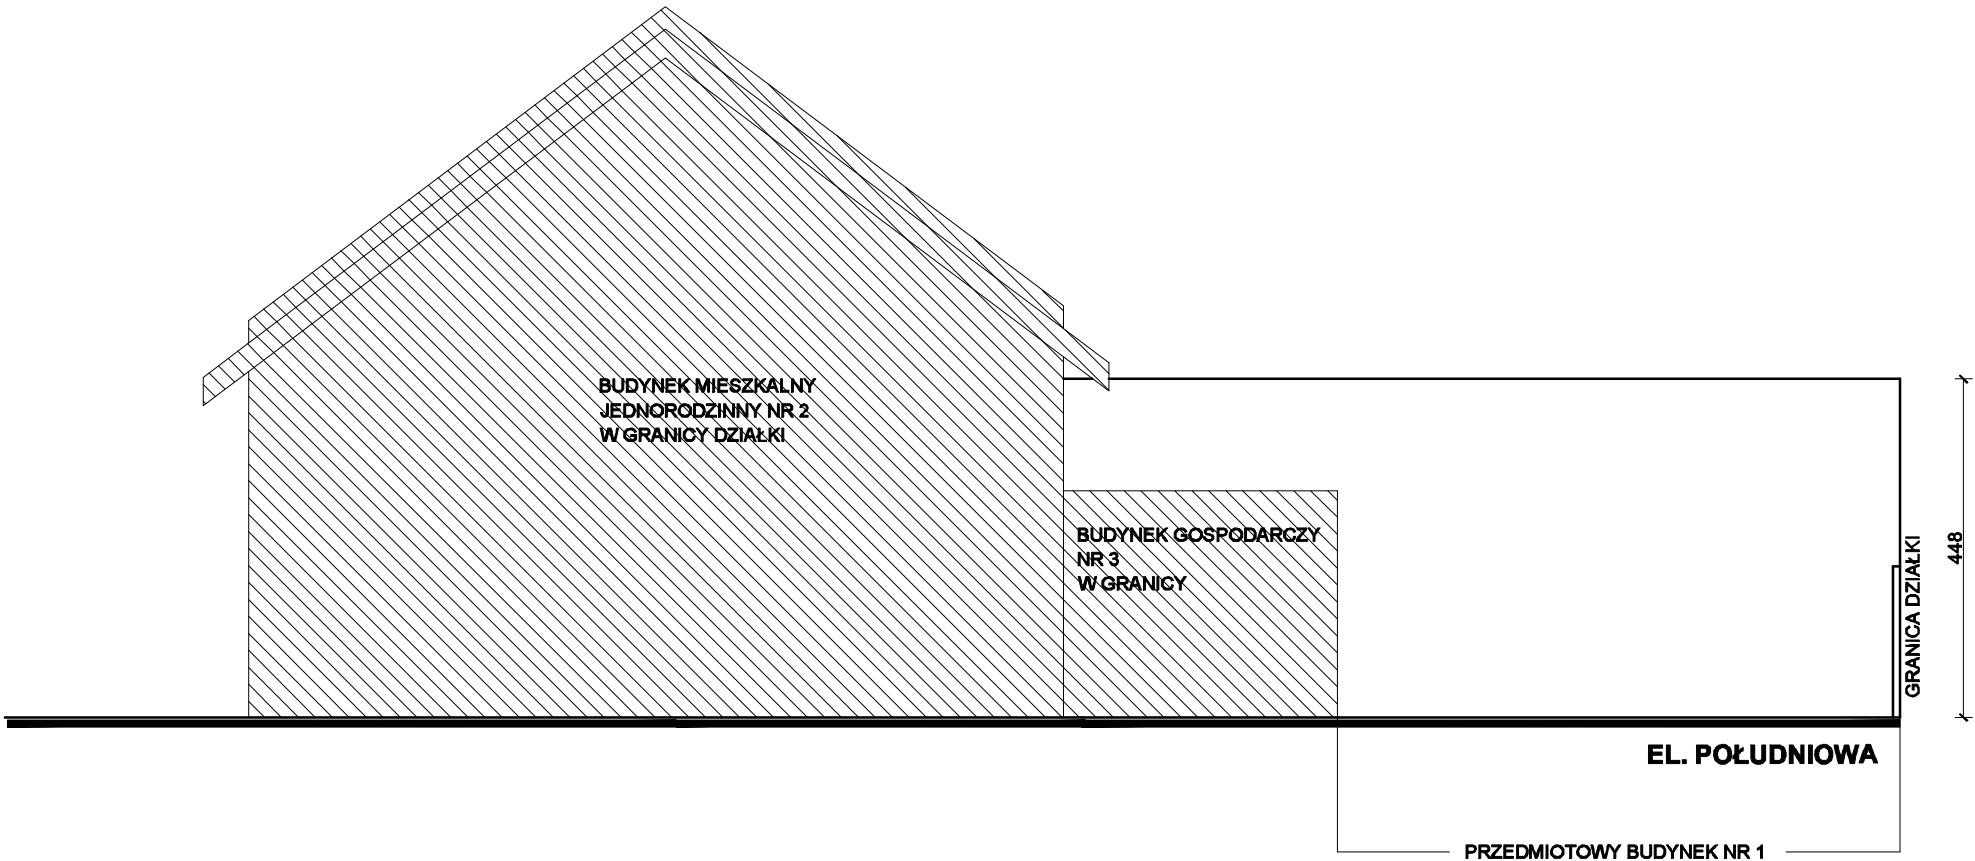 BUDYNEK MIESZKALNY
JEDNORODZINNY NR 2
W GRANICY DZIAŁKI
BUDYNEK GOSPODARCZY
NR 3
W GRANICY
GRANICA DZIAŁKI
448
EL. POŁUDNIOWA
PRZEDMIOTOWY BUDYNEK NR 1